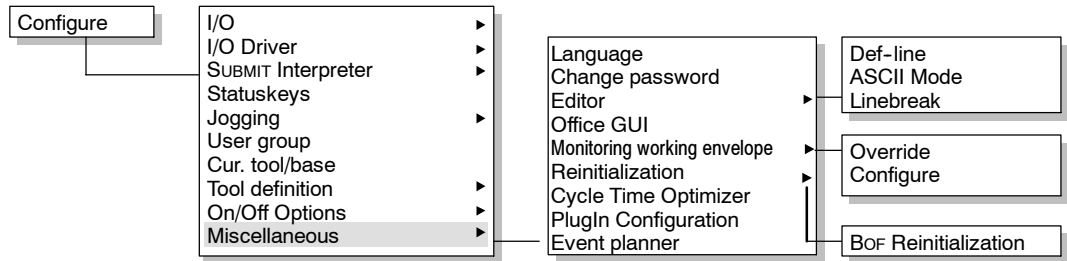 Configure
I/O
I/O Driver
SUBMIT Interpreter
Statuskeys
Jogging
User group
Cur. tool/base
Tool definition
On/Off Options
Miscellaneous
Language
Change password
Editor
Office GUI
Monitoring working envelope
Reinitialization
Cycle Time Optimizer
PlugIn Configuration
Event planner
Def-line
ASCII Mode
Linebreak
Override
Configure
BOF Reinitialization